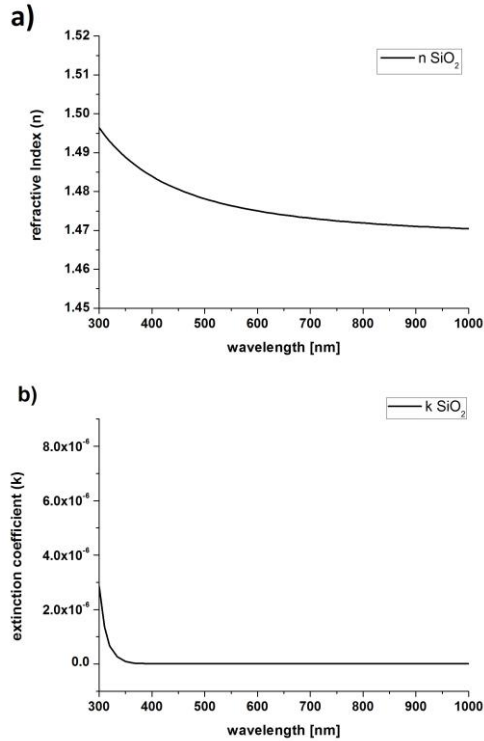 a)
1.52
n SiO₂
1.51
1.50
1.49
1.48
1.47
1.46
1.45
refractive Index (n)
300 400 500 600 700 800 900 1000
wavelength [nm]
b)
k SiO₂
8.0x10⁻⁶
6.0x10⁻⁶
4.0x10⁻⁶
2.0x10⁻⁶
0.0
extinction coefficient (k)
300 400 500 600 700 800 900 1000
wavelength [nm]